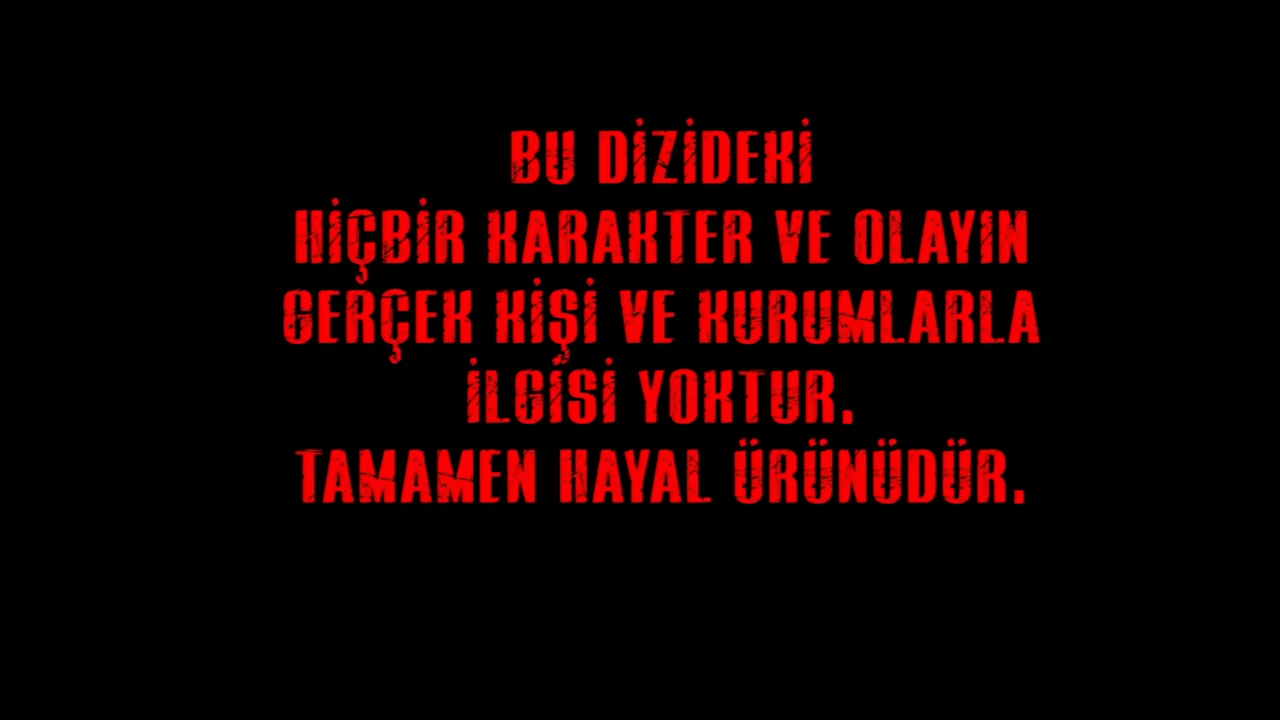 BU DİZİDEKİ
HİÇBİR KARAKTER VE OLAYIN
GERÇEK KİŞİ VE KURUMLARLA
İLGİSİ YOKTUR.
TAMAMEN HAYAL ÜRÜNÜDÜR.